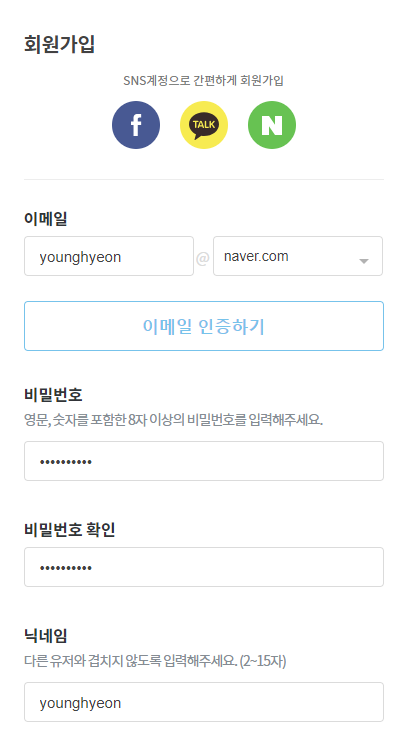 회원가입
SNS계정으로 간편하게 회원가입
f TALK N
이메일
younghyeon @ naver.com
이메일 인증하기
비밀번호
영문, 숫자를 포함한 8자 이상의 비밀번호를 입력해주세요.
••••••••••
비밀번호 확인
••••••••••
닉네임
다른 유저와 겹치지 않도록 입력해주세요. (2~15자)
younghyeon